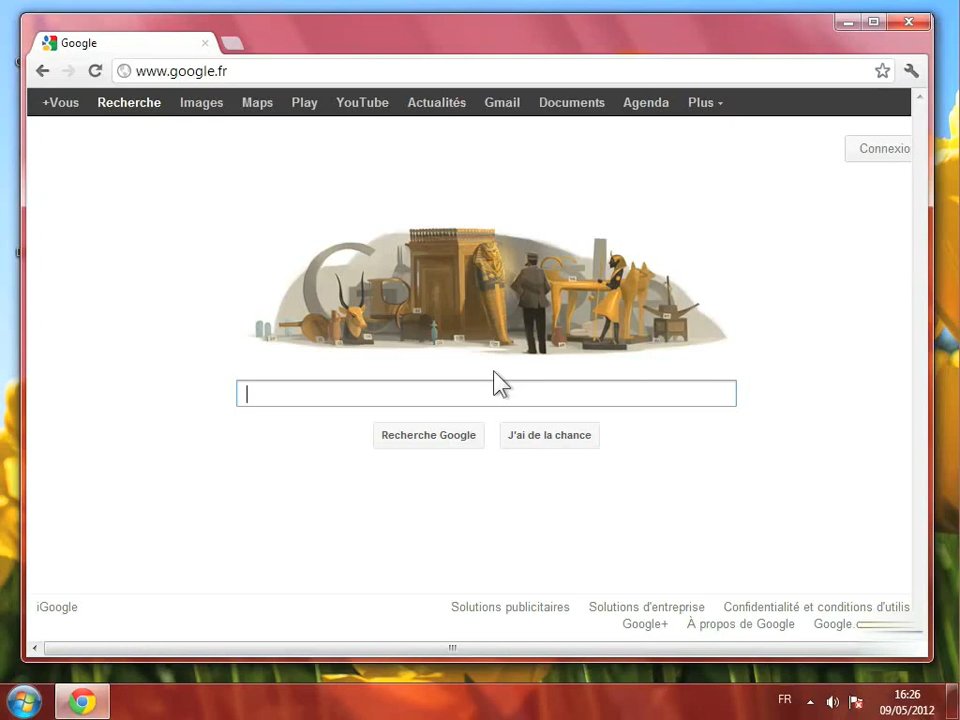 Google
www.google.fr
+Vous Recherche Images Maps Play YouTube Actualités Gmail Documents Agenda Plus
Connexio
Recherche Google J'ai de la chance
iGoogle Solutions publicitaires Solutions d'entreprise Confidentialité et conditions d'utilis
Google+ À propos de Google Google.c
FR 16:26
09/05/2012